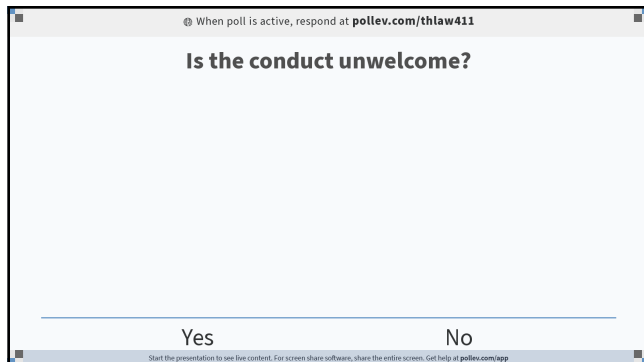 When poll is active, respond at pollev.com/thlaw411
Is the conduct unwelcome?
Yes No
Start the presentation to see live content. For screen share software, share the entire screen. Get help at pollev.com/app